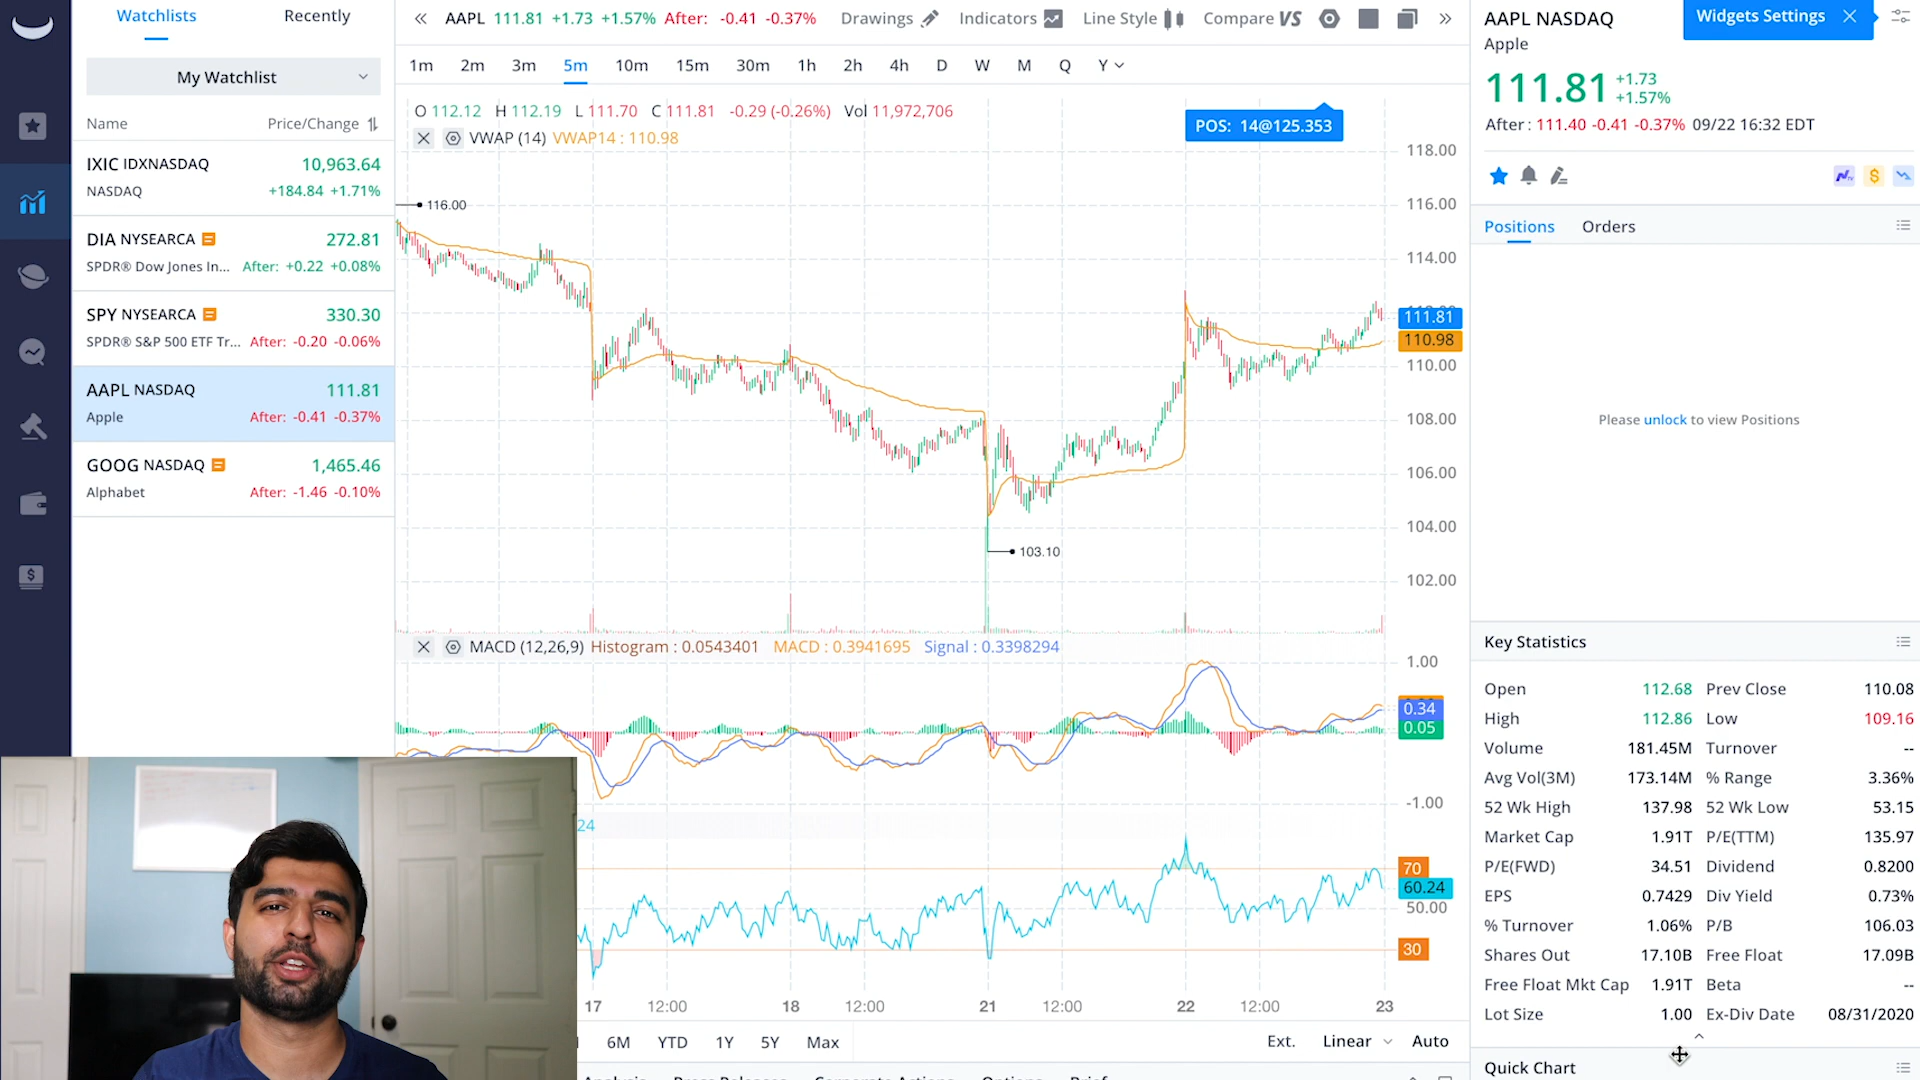 Watchlists Recently
My Watchlist
Name Price/Change
IXIC IDXNASDAQ 10,963.64
NASDAQ +184.84 +1.71%
DIA NYSEARCA 272.81
SPDR® Dow Jones In... After: +0.22 +0.08%
SPY NYSEARCA 330.30
SPDR® S&P 500 ETF Tr... After: -0.20 -0.06%
AAPL NASDAQ 111.81
Apple After: -0.41 -0.37%
GOOG NASDAQ 1,465.46
Alphabet After: -1.46 -0.10%
AAPL 111.81 +1.73 +1.57% After: -0.41 -0.37% Drawings Indicators Line Style Compare VS
1m 2m 3m 5m 10m 15m 30m 1h 2h 4h D W M Q Y
O 112.12 H 112.19 L 111.70 C 111.81 -0.29 (-0.26%) Vol 11,972,706
VWAP (14) VWAP14 : 110.98
POS: 14@125.353
118.00
116.00
116.00
114.00
111.81
110.98
110.00
108.00
106.00
104.00
103.10
102.00
MACD (12,26,9) Histogram : 0.0543401 MACD : 0.3941695 Signal : 0.3398294
1.00
0.34
0.05
-1.00
24
70
60.24
50.00
30
17 12:00 18 12:00 21 12:00 22 12:00 23
6M YTD 1Y 5Y Max Ext. Linear Auto
Analysis Press Releases Corporate Actions Options Brief
AAPL NASDAQ
Widgets Settings
Apple
111.81 +1.73
+1.57%
After : 111.40 -0.41 -0.37% 09/22 16:32 EDT
Positions Orders
Please unlock to view Positions
Key Statistics
Open 112.68 Prev Close 110.08
High 112.86 Low 109.16
Volume 181.45M Turnover --
Avg Vol(3M) 173.14M % Range 3.36%
52 Wk High 137.98 52 Wk Low 53.15
Market Cap 1.91T P/E(TTM) 135.97
P/E(FWD) 34.51 Dividend 0.8200
EPS 0.7429 Div Yield 0.73%
% Turnover 1.06% P/B 106.03
Shares Out 17.10B Free Float 17.09B
Free Float Mkt Cap 1.91T Beta --
Lot Size 1.00 Ex-Div Date 08/31/2020
Quick Chart